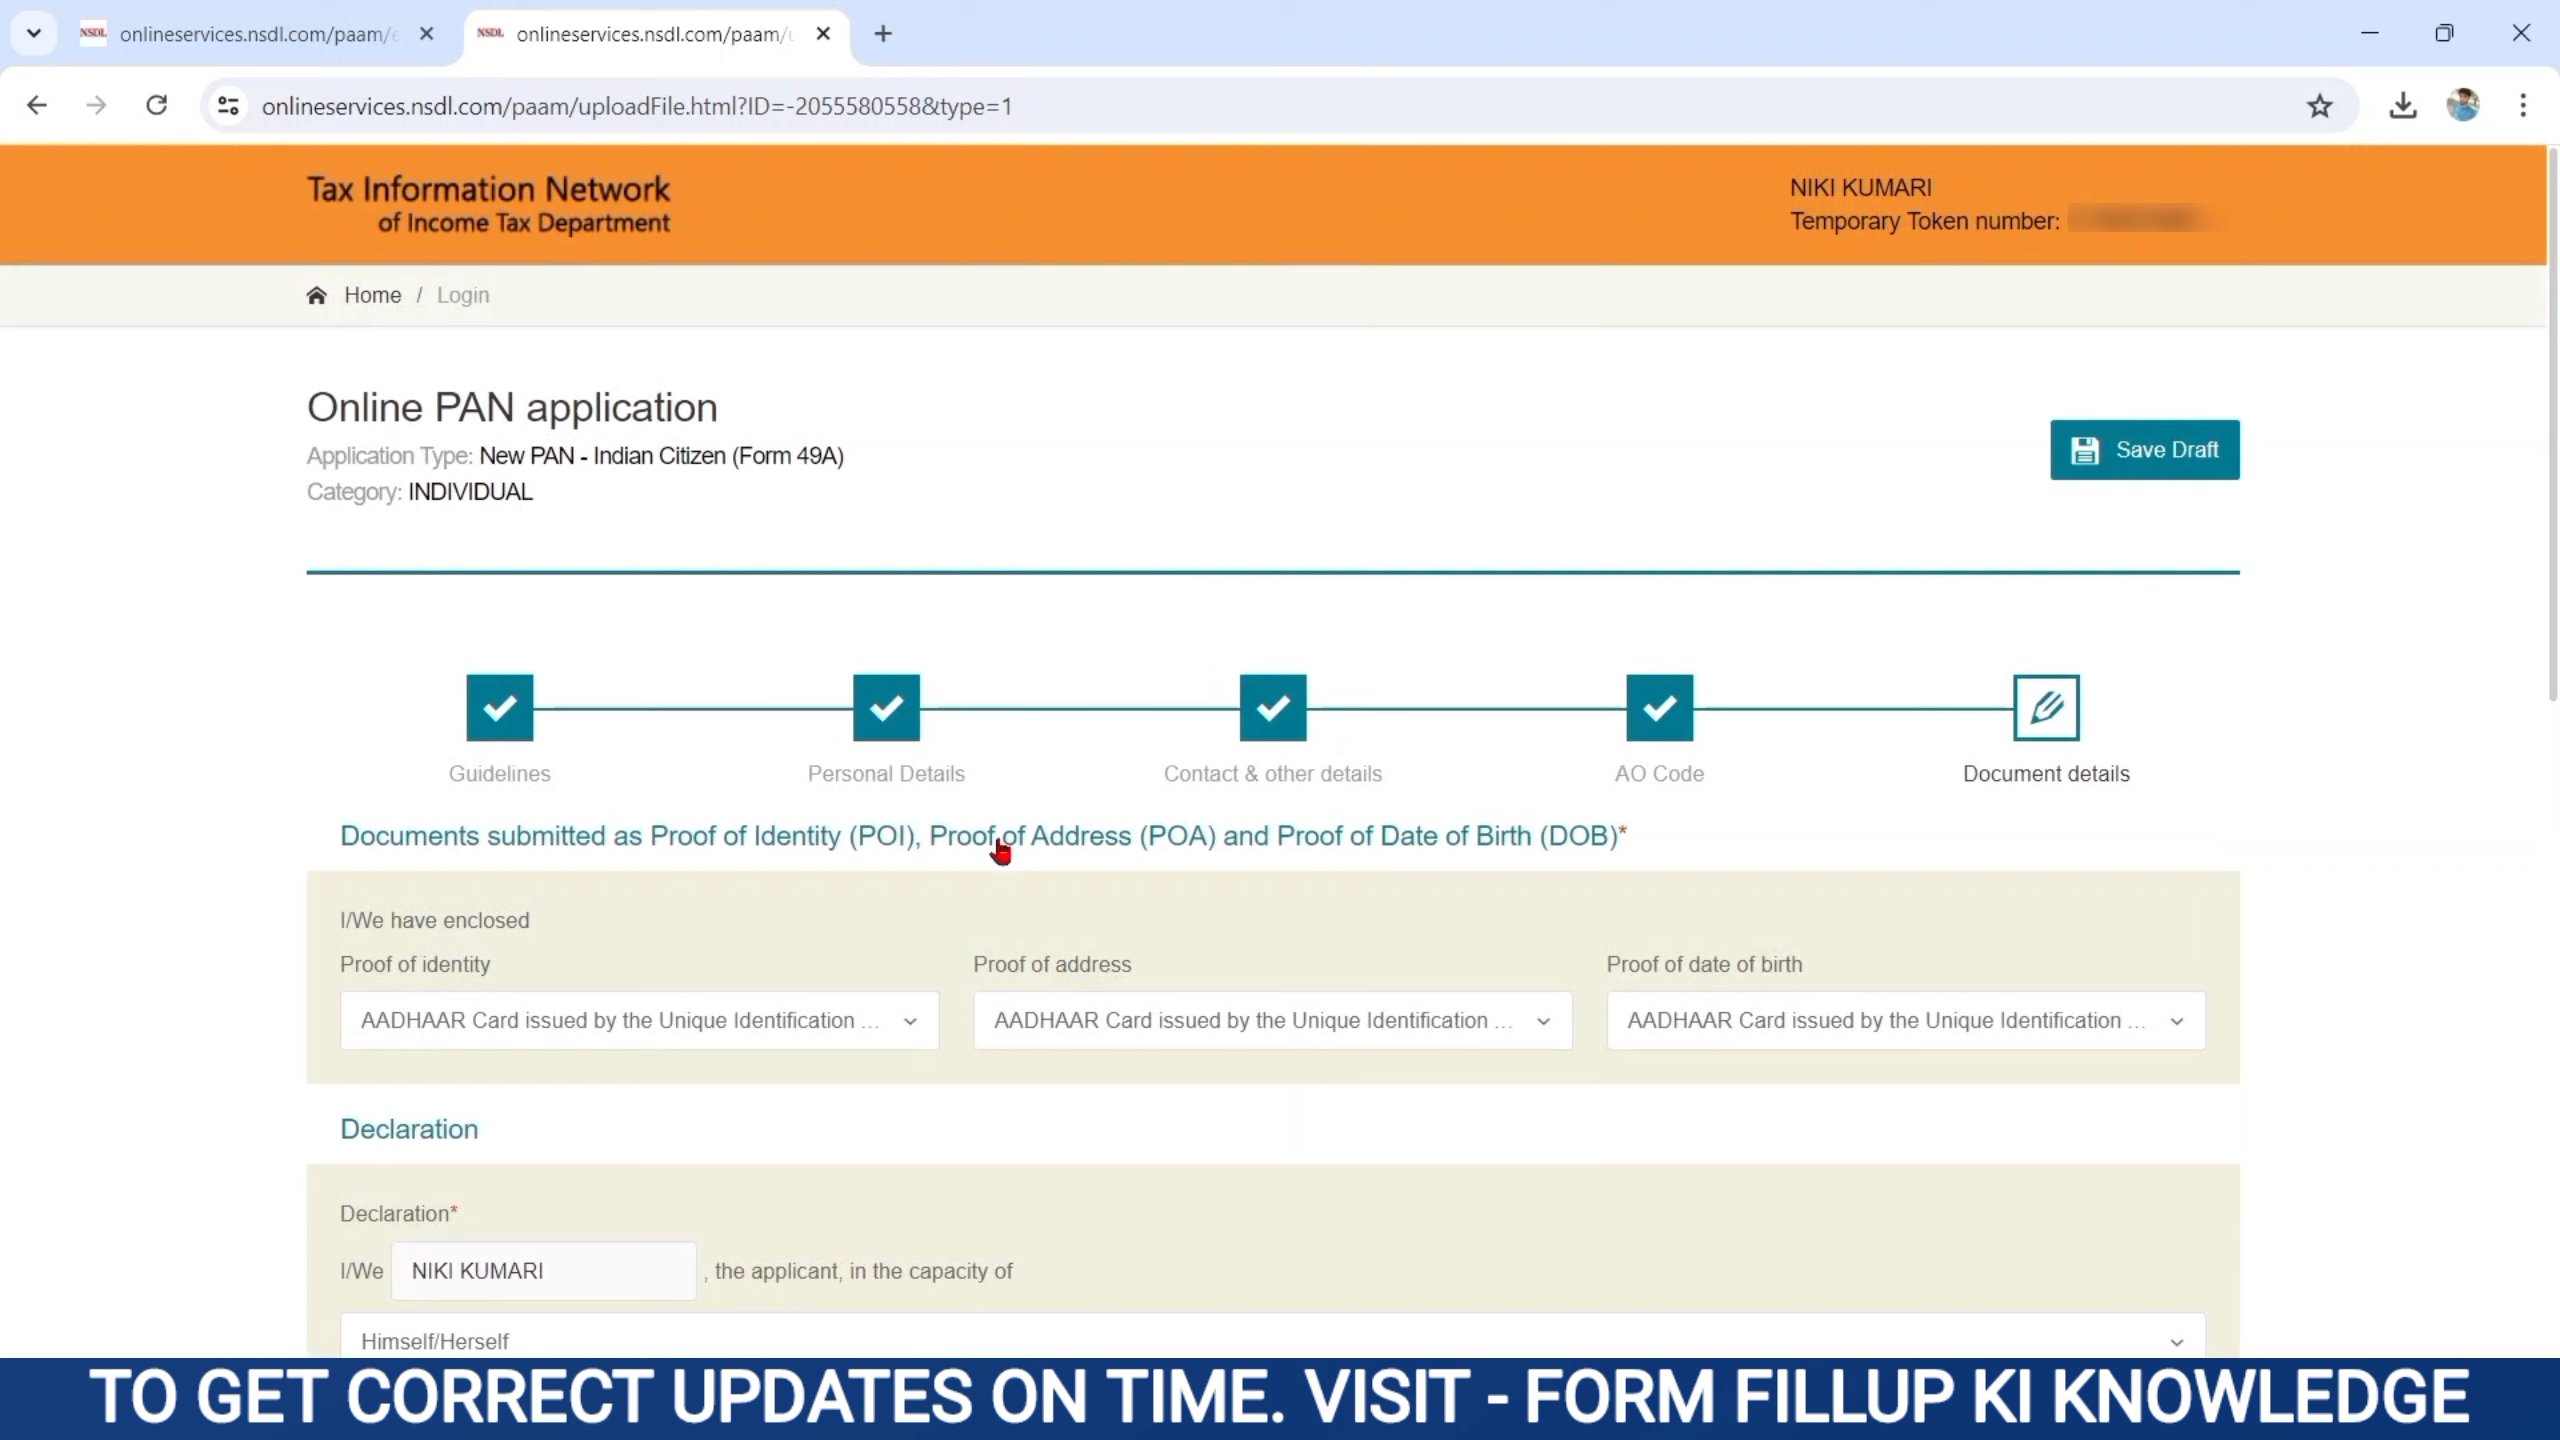 onlineservices.nsdl.com/paam/
onlineservices.nsdl.com/paam/
onlineservices.nsdl.com/paam/uploadFile.html?ID=-2055580558&type=1
Tax Information Network
of Income Tax Department
NIKI KUMARI
Temporary Token number:
Home / Login
Online PAN application
Application Type: New PAN - Indian Citizen (Form 49A)
Category: INDIVIDUAL
Save Draft
Guidelines
Personal Details
Contact & other details
AO Code
Document details
Documents submitted as Proof of Identity (POI), Proof of Address (POA) and Proof of Date of Birth (DOB)*
I/We have enclosed
Proof of identity
Proof of address
Proof of date of birth
AADHAAR Card issued by the Unique Identification ...
AADHAAR Card issued by the Unique Identification ...
AADHAAR Card issued by the Unique Identification ...
Declaration
Declaration*
I/We NIKI KUMARI , the applicant, in the capacity of
Himself/Herself
TO GET CORRECT UPDATES ON TIME. VISIT - FORM FILLUP KI KNOWLEDGE